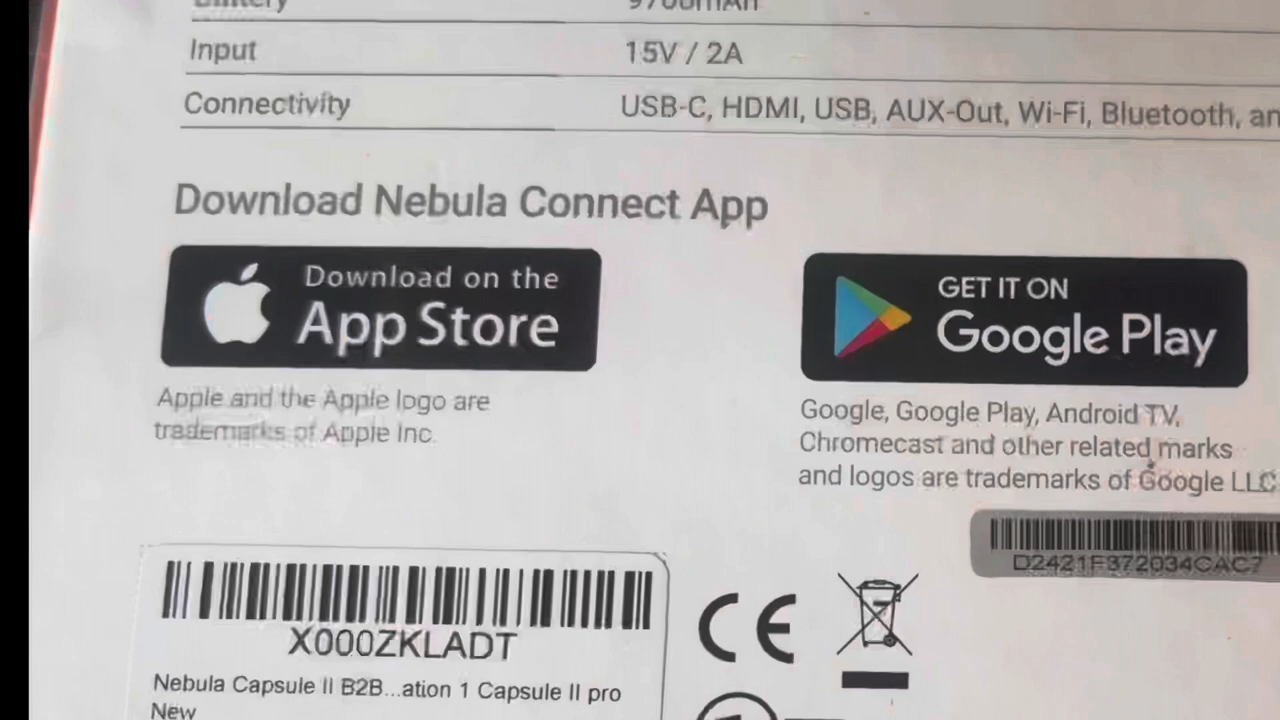 Battery 9700mAh
Input 15V / 2A
Connectivity USB-C, HDMI, USB, AUX-Out, Wi-Fi, Bluetooth, an
Download Nebula Connect App
Download on the
App Store
GET IT ON
Google Play
Apple and the Apple logo are
trademarks of Apple Inc.
Google, Google Play, Android TV,
Chromecast and other related marks
and logos are trademarks of Google LLC
D2421F372034CAC7
X000ZKLADT
CE
Nebula Capsule II B2B...ation 1 Capsule II pro
New